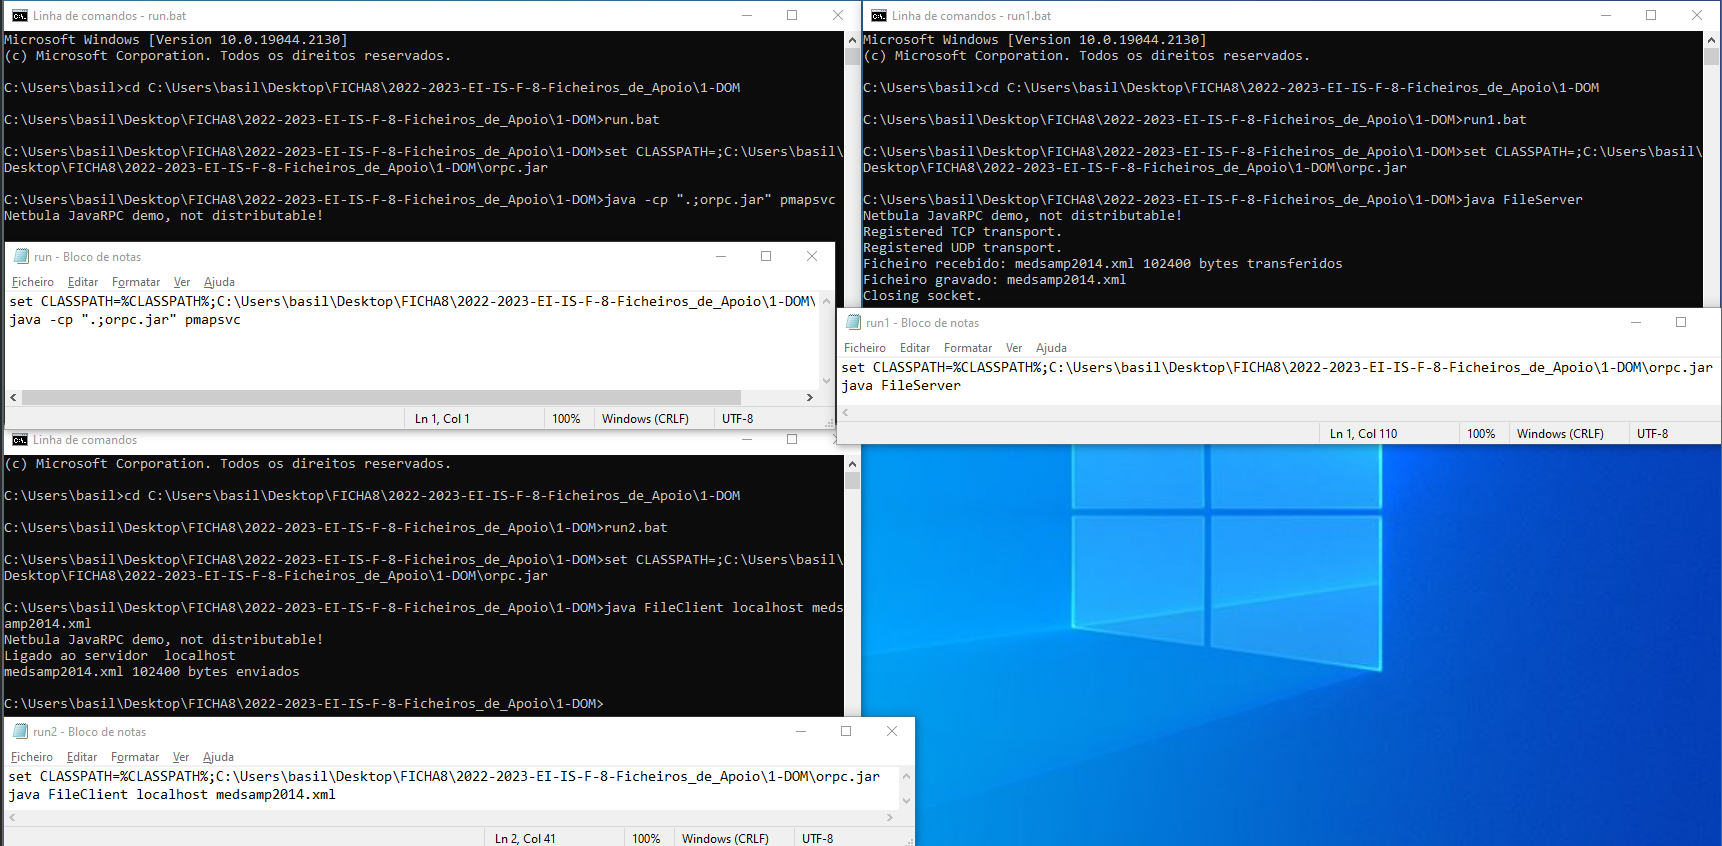 Linha de comandos - run.bat
Microsoft Windows [Version 10.0.19044.2130]
(c) Microsoft Corporation. Todos os direitos reservados.
C:\Users\basil>cd C:\Users\basil\Desktop\FICHA8\2022-2023-EI-IS-F-8-Ficheiros_de_Apoio\1-DOM
C:\Users\basil\Desktop\FICHA8\2022-2023-EI-IS-F-8-Ficheiros_de_Apoio\1-DOM>run.bat
C:\Users\basil\Desktop\FICHA8\2022-2023-EI-IS-F-8-Ficheiros_de_Apoio\1-DOM>set CLASSPATH=;C:\Users\basil\
Desktop\FICHA8\2022-2023-EI-IS-F-8-Ficheiros_de_Apoio\1-DOM\orpc.jar
C:\Users\basil\Desktop\FICHA8\2022-2023-EI-IS-F-8-Ficheiros_de_Apoio\1-DOM>java -cp ".;orpc.jar" pmapsvc
Netbula JavaRPC demo, not distributable!
run - Bloco de notas
Ficheiro Editar Formatar Ver Ajuda
set CLASSPATH=%CLASSPATH%;C:\Users\basil\Desktop\FICHA8\2022-2023-EI-IS-F-8-Ficheiros_de_Apoio\1-DOM\
java -cp ".;orpc.jar" pmapsvc
Ln 1, Col 1 100% Windows (CRLF) UTF-8
Linha de comandos - run1.bat
Microsoft Windows [Version 10.0.19044.2130]
(c) Microsoft Corporation. Todos os direitos reservados.
C:\Users\basil>cd C:\Users\basil\Desktop\FICHA8\2022-2023-EI-IS-F-8-Ficheiros_de_Apoio\1-DOM
C:\Users\basil\Desktop\FICHA8\2022-2023-EI-IS-F-8-Ficheiros_de_Apoio\1-DOM>run1.bat
C:\Users\basil\Desktop\FICHA8\2022-2023-EI-IS-F-8-Ficheiros_de_Apoio\1-DOM>set CLASSPATH=;C:\Users\basil\
Desktop\FICHA8\2022-2023-EI-IS-F-8-Ficheiros_de_Apoio\1-DOM\orpc.jar
C:\Users\basil\Desktop\FICHA8\2022-2023-EI-IS-F-8-Ficheiros_de_Apoio\1-DOM>java FileServer
Netbula JavaRPC demo, not distributable!
Registered TCP transport.
Registered UDP transport.
Ficheiro recebido: medsamp2014.xml 102400 bytes transferidos
Ficheiro gravado: medsamp2014.xml
Closing socket.
run1 - Bloco de notas
Ficheiro Editar Formatar Ver Ajuda
set CLASSPATH=%CLASSPATH%;C:\Users\basil\Desktop\FICHA8\2022-2023-EI-IS-F-8-Ficheiros_de_Apoio\1-DOM\orpc.jar
java FileServer
Ln 1, Col 110 100% Windows (CRLF) UTF-8
Linha de comandos
(c) Microsoft Corporation. Todos os direitos reservados.
C:\Users\basil>cd C:\Users\basil\Desktop\FICHA8\2022-2023-EI-IS-F-8-Ficheiros_de_Apoio\1-DOM
C:\Users\basil\Desktop\FICHA8\2022-2023-EI-IS-F-8-Ficheiros_de_Apoio\1-DOM>run2.bat
C:\Users\basil\Desktop\FICHA8\2022-2023-EI-IS-F-8-Ficheiros_de_Apoio\1-DOM>set CLASSPATH=;C:\Users\basil\
Desktop\FICHA8\2022-2023-EI-IS-F-8-Ficheiros_de_Apoio\1-DOM\orpc.jar
C:\Users\basil\Desktop\FICHA8\2022-2023-EI-IS-F-8-Ficheiros_de_Apoio\1-DOM>java FileClient localhost meds
amp2014.xml
Netbula JavaRPC demo, not distributable!
Ligado ao servidor  localhost
medsamp2014.xml 102400 bytes enviados
C:\Users\basil\Desktop\FICHA8\2022-2023-EI-IS-F-8-Ficheiros_de_Apoio\1-DOM>
run2 - Bloco de notas
Ficheiro Editar Formatar Ver Ajuda
set CLASSPATH=%CLASSPATH%;C:\Users\basil\Desktop\FICHA8\2022-2023-EI-IS-F-8-Ficheiros_de_Apoio\1-DOM\orpc.jar
java FileClient localhost medsamp2014.xml
Ln 2, Col 41 100% Windows (CRLF) UTF-8